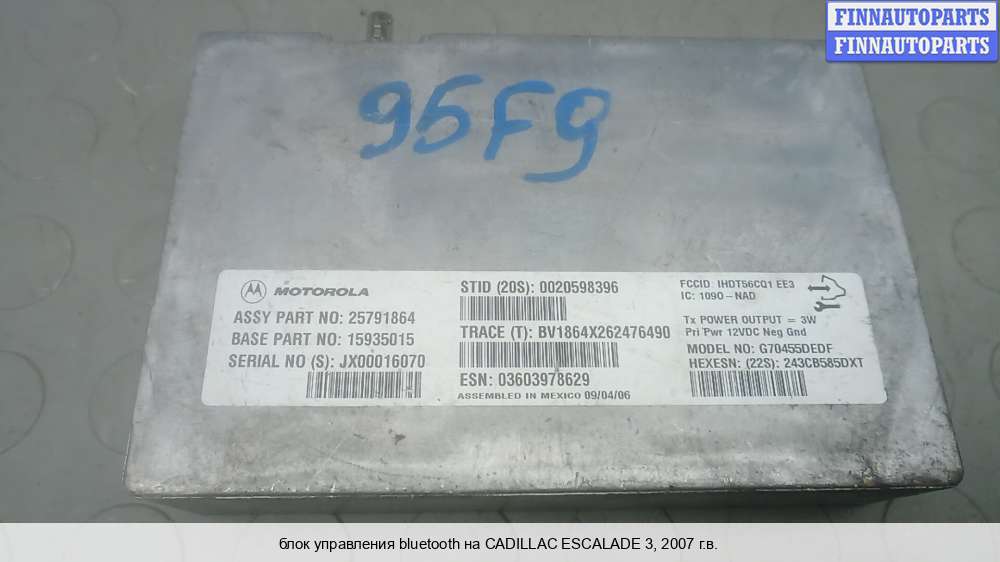 FINNAUTOPARTS
FINNAUTOPARTS
95F9
MOTOROLA
ASSY PART NO: 25791864
BASE PART NO: 15935015
SERIAL NO (S): JX00016070
STID (20S): 0020598396
TRACE (T): BV1864X262476490
ESN: 03603978629
ASSEMBLED IN MEXICO 09/04/06
FCCID: IHDT56CQ1 EE3
IC: 109O-NAD
Tx POWER OUTPUT = 3W
Pri Pwr 12VDC Neg Gnd
MODEL NO: G70455DEDF
HEXESN: (22S): 243CB585DXT
блок управления bluetooth на CADILLAC ESCALADE 3, 2007 г.в.